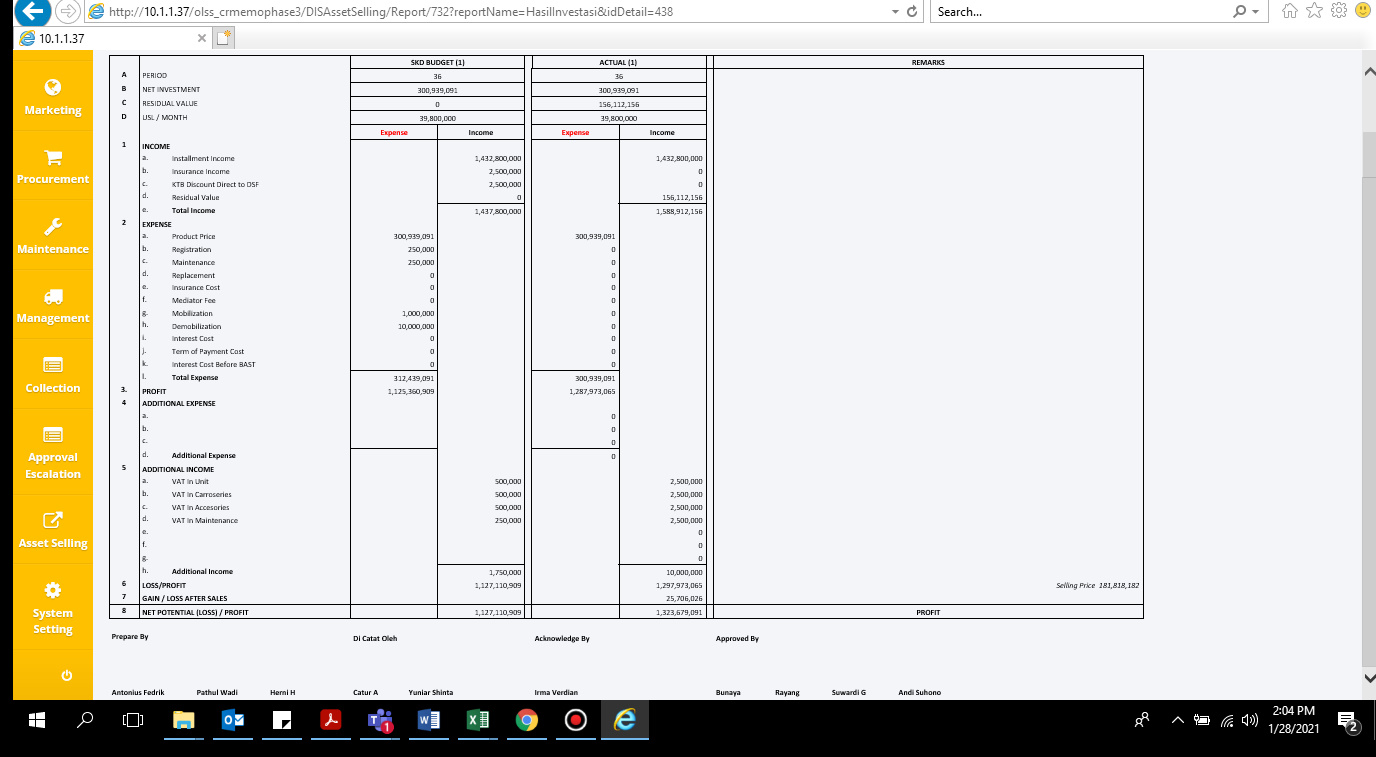 http://10.1.1.37/olss_crmemophase3/DISAssetSelling/Report/732?reportName=HasilInvestasi&idDetail=438
Search...
10.1.1.37
Marketing
Procurement
Maintenance
Management
Collection
Approval
Escalation
Asset Selling
System
Setting
SKD BUDGET (1) ACTUAL (1) REMARKS
A PERIOD 36 36
B NET INVESTMENT 300,939,091 300,939,091
C RESIDUAL VALUE 0 156,112,156
D USL / MONTH 39,800,000 39,800,000
Expense Income Expense Income
1 INCOME
a. Installment Income 1,432,800,000 1,432,800,000
b. Insurance Income 2,500,000 0
c. KTB Discount Direct to DSF 2,500,000 0
d. Residual Value 0 156,112,156
e. Total Income 1,437,800,000 1,588,912,156
2 EXPENSE
a. Product Price 300,939,091 300,939,091
b. Registration 250,000 0
c. Maintenance 250,000 0
d. Replacement 0 0
e. Insurance Cost 0 0
f. Mediator Fee 0 0
g. Mobilization 1,000,000 0
h. Demobilization 10,000,000 0
i. Interest Cost 0 0
j. Term of Payment Cost 0 0
k. Interest Cost Before BAST 0 0
l. Total Expense 312,439,091 300,939,091
3. PROFIT 1,125,360,909 1,287,973,065
4 ADDITIONAL EXPENSE
a. 0
b. 0
c. 0
d. Additional Expense 0
5 ADDITIONAL INCOME
a. VAT In Unit 500,000 2,500,000
b. VAT In Carroseries 500,000 2,500,000
c. VAT In Accesories 500,000 2,500,000
d. VAT In Maintenance 250,000 2,500,000
e. 0
f. 0
g. 0
h. Additional Income 1,750,000 10,000,000
6 LOSS/PROFIT 1,127,110,909 1,297,973,065 Selling Price 181,818,182
7 GAIN / LOSS AFTER SALES 25,706,026
8 NET POTENTIAL (LOSS) / PROFIT 1,127,110,909 1,323,679,091 PROFIT
Prepare By Di Catat Oleh Acknowledge By Approved By
Antonius Fedrik Pathul Wadi Herni H Catur A Yuniar Shinta Irma Verdian Bunaya Rayang Suwardi G Andi Suhono
1
2:04 PM
1/28/2021
2